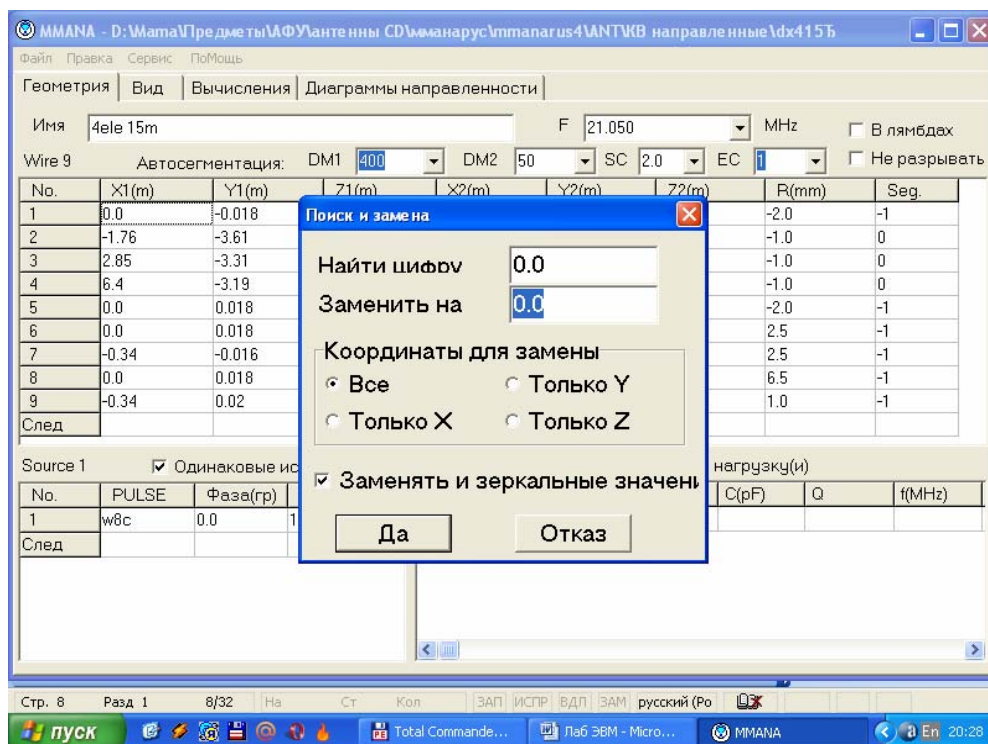 MMANA - D:\Mama\Предметы\АФУ\антенны CD\мманарус\mmanarus4\ANT\КВ направленные\dx415Ъ
Файл Правка Сервис ПоМощь
Геометрия Вид Вычисления Диаграммы направленности
Имя 4ele 15m F 21.050 MHz В лямбдах
Wire 9 Автосегментация: DM1 400 DM2 50 SC 2.0 EC 1 Не разрывать
No. X1(m) Y1(m) Z1(m) X2(m) Y2(m) Z2(m) R(mm) Seg.
1 0.0 -0.018 -2.0 -1
2 -1.76 -3.61 -1.0 0
3 2.85 -3.31 -1.0 0
4 6.4 -3.19 -1.0 0
5 0.0 0.018 -2.0 -1
6 0.0 0.018 2.5 -1
7 -0.34 -0.016 2.5 -1
8 0.0 0.018 6.5 -1
9 -0.34 0.02 1.0 -1
След
Поиск и замена
Найти цифру 0.0
Заменить на 0.0
Координаты для замены
Все Только Y
Только X Только Z
Заменять и зеркальные значени
Да Отказ
Source 1 Одинаковые ис нагрузку(и)
No. PULSE Фаза(гр) C(pF) Q f(MHz)
1 w8c 0.0 1
След
Стр. 8 Разд 1 8/32 На Ст Кол ЗАП ИСПР ВДЛ ЗАМ русский (Ро
пуск Total Commande... Лаб ЭВМ - Micro... MMANA En 20:28